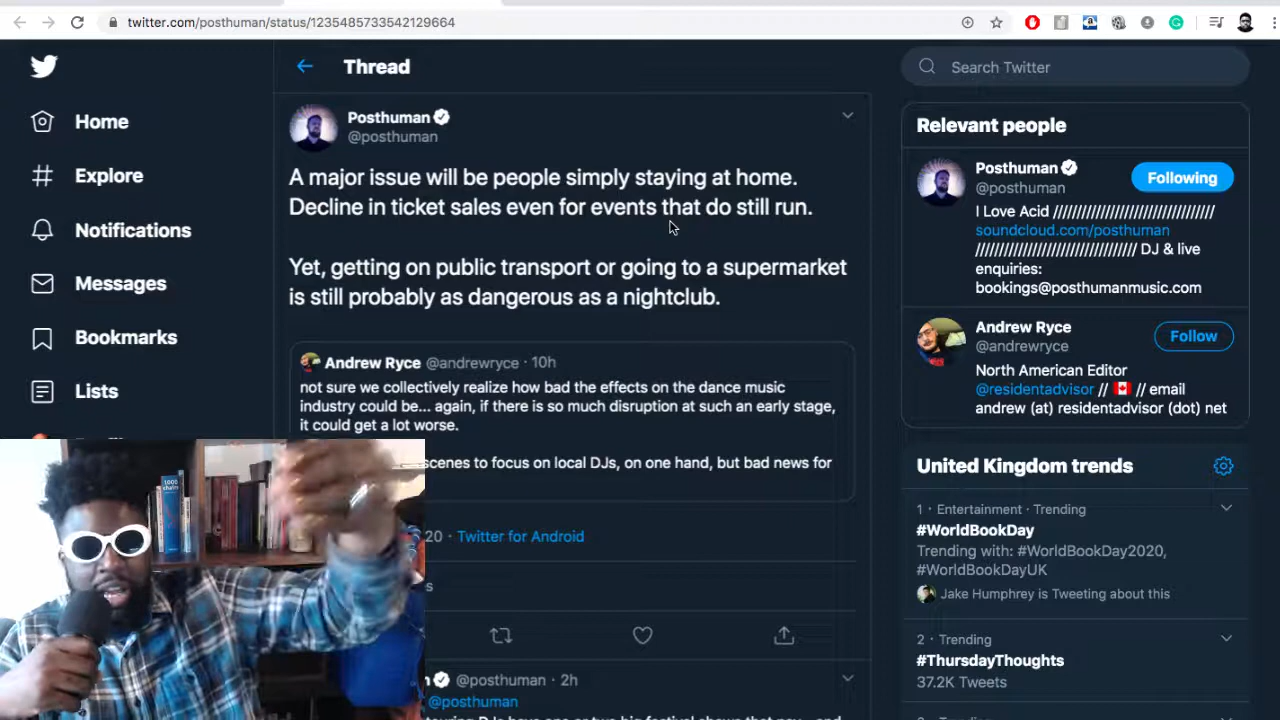 twitter.com/posthuman/status/1235485733542129664
Home
Explore
Notifications
Messages
Bookmarks
Lists
Thread
Posthuman
@posthuman
A major issue will be people simply staying at home.
Decline in ticket sales even for events that do still run.
Yet, getting on public transport or going to a supermarket
is still probably as dangerous as a nightclub.
Andrew Ryce @andrewryce · 10h
not sure we collectively realize how bad the effects on the dance music
industry could be... again, if there is so much disruption at such an early stage,
it could get a lot worse.
scenes to focus on local DJs, on one hand, but bad news for
20 · Twitter for Android
@posthuman · 2h
@posthuman
Search Twitter
Relevant people
Posthuman
@posthuman
Following
I Love Acid //////////////////////////////////
soundcloud.com/posthuman
////////////////////////////////// DJ & live
enquiries:
bookings@posthumanmusic.com
Andrew Ryce
@andrewryce
Follow
North American Editor
@residentadvisor // 🇨🇦 // email
andrew (at) residentadvisor (dot) net
United Kingdom trends
1 · Entertainment · Trending
#WorldBookDay
Trending with: #WorldBookDay2020,
#WorldBookDayUK
Jake Humphrey is Tweeting about this
2 · Trending
#ThursdayThoughts
37.2K Tweets